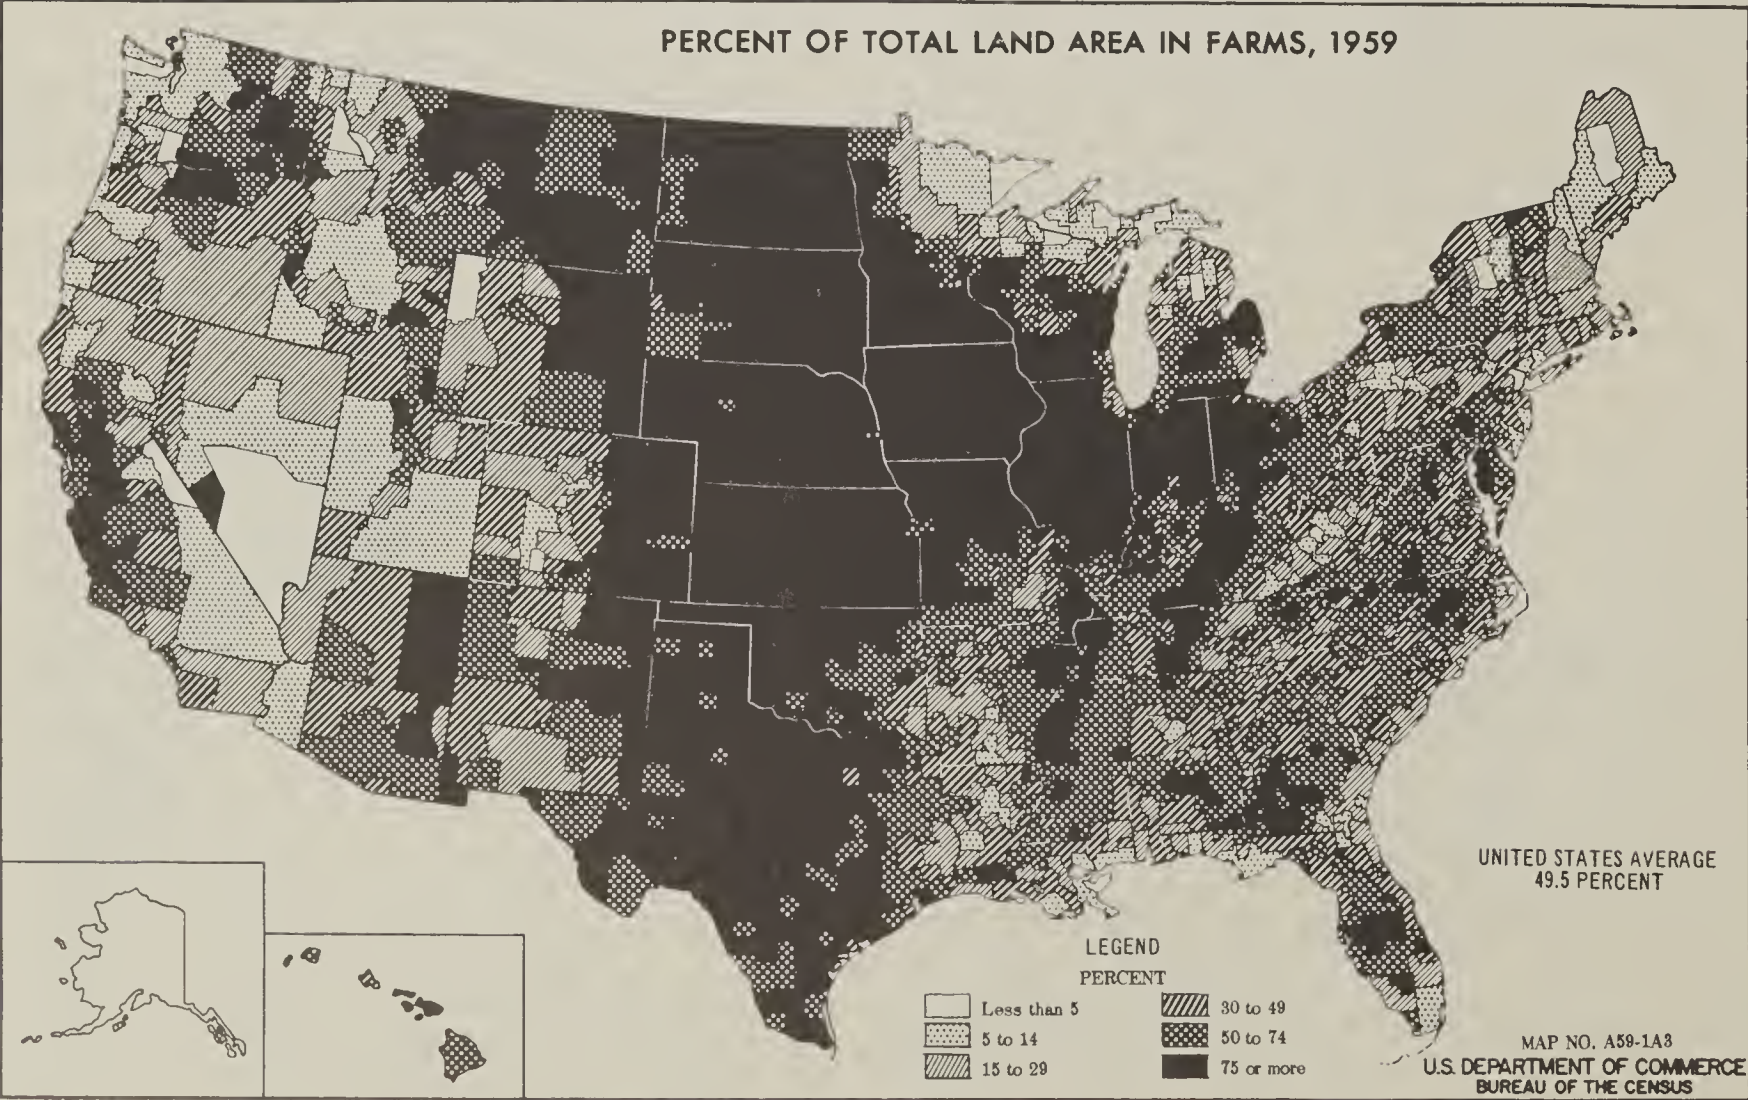 PERCENT OF TOTAL LAND AREA IN FARMS, 1959
UNITED STATES AVERAGE
49.5 PERCENT
LEGEND
PERCENT
Less than 5
5 to 14
15 to 29
30 to 49
50 to 74
75 or more
MAP NO. A59-1A3
U.S. DEPARTMENT OF COMMERCE
BUREAU OF THE CENSUS